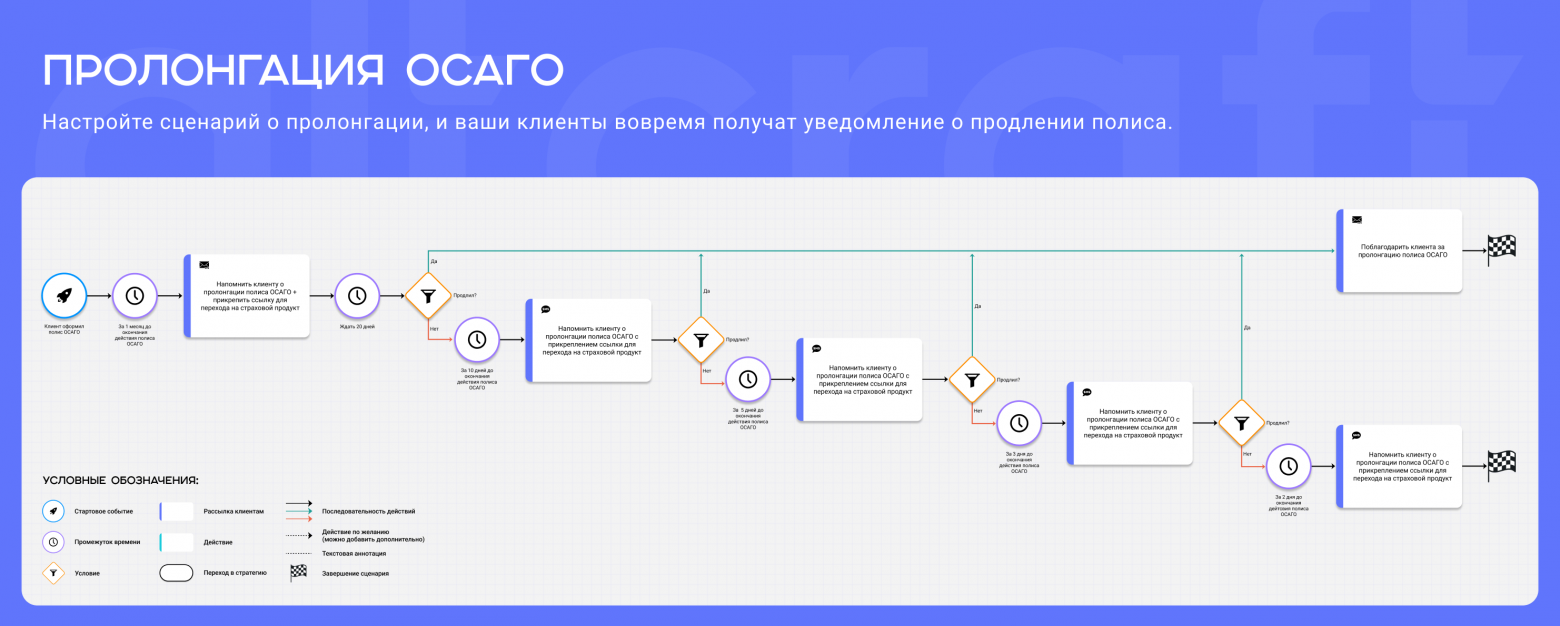 allcraft
ПРОЛОНГАЦИЯ ОСАГО
Настройте сценарий о пролонгации, и ваши клиенты вовремя получат уведомление о продлении полиса.
Клиент оформил
полис ОСАГО
За 1 месяц до
окончания
действия полиса
ОСАГО
Напомнить клиенту о
пролонгации полиса ОСАГО +
прикрепить ссылку для
перехода на страховой продукт
Ждать 20 дней
Да
Продлил?
Нет
За 10 дней до
окончания
действия полиса
ОСАГО
Напомнить клиенту о
пролонгации полиса ОСАГО с
прикреплением ссылки для
перехода на страховой продукт
Да
Продлил?
Нет
За 5 дней до
окончания
действия полиса
ОСАГО
Напомнить клиенту о
пролонгации полиса ОСАГО с
прикреплением ссылки для
перехода на страховой продукт
Да
Продлил?
Нет
За 3 дня до
окончания
действия полиса
ОСАГО
Напомнить клиенту о
пролонгации полиса ОСАГО с
прикреплением ссылки для
перехода на страховой продукт
Да
Продлил?
Нет
За 2 дня до
окончания
действия полиса
ОСАГО
Напомнить клиенту о
пролонгации полиса ОСАГО с
прикреплением ссылки для
перехода на страховой продукт
Поблагодарить клиента за
пролонгацию полиса ОСАГО
УСЛОВНЫЕ ОБОЗНАЧЕНИЯ:
Стартовое событие
Рассылка клиентам
Последовательность действий
Промежуток времени
Действие
Действие по желанию
(можно добавить дополнительно)
Текстовая аннотация
Условие
Переход в стратегию
Завершение сценария